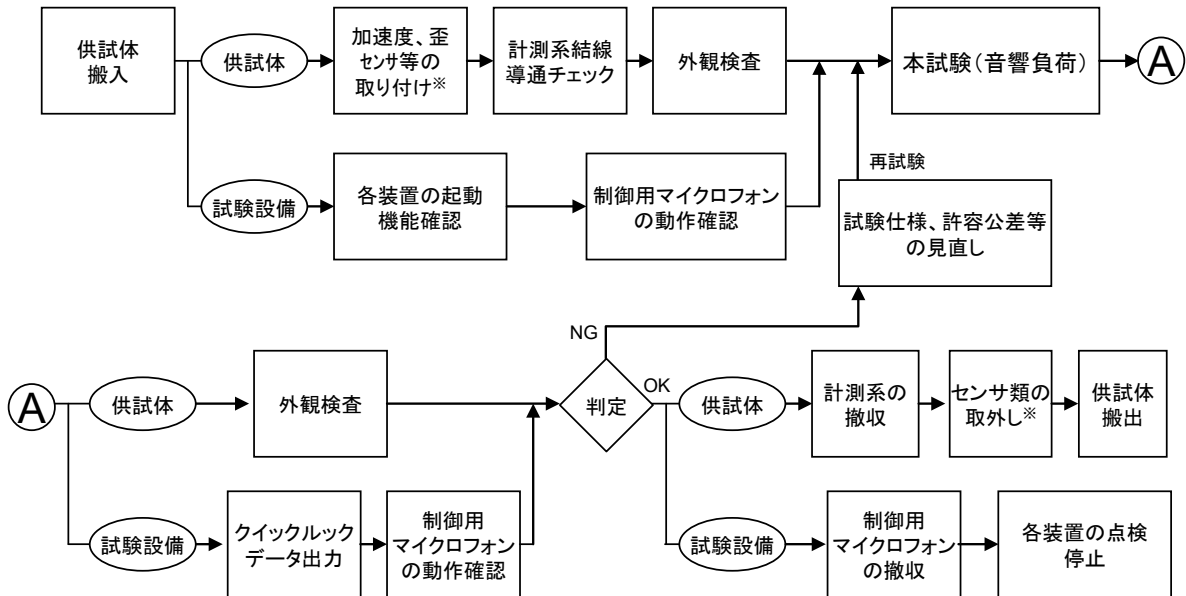 供試体
搬入
供試体
加速度、歪
センサ等の
取り付け※
計測系結線
導通チェック
外観検査
本試験(音響負荷)
A
試験設備
各装置の起動
機能確認
制御用マイクロフォン
の動作確認
再試験
試験仕様、許容公差等
の見直し
A
供試体
外観検査
NG
判定
OK
供試体
計測系の
撤収
センサ類の
取外し※
供試体
搬出
試験設備
クイックルック
データ出力
制御用
マイクロフォン
の動作確認
試験設備
制御用
マイクロフォン
の撤収
各装置の点検
停止